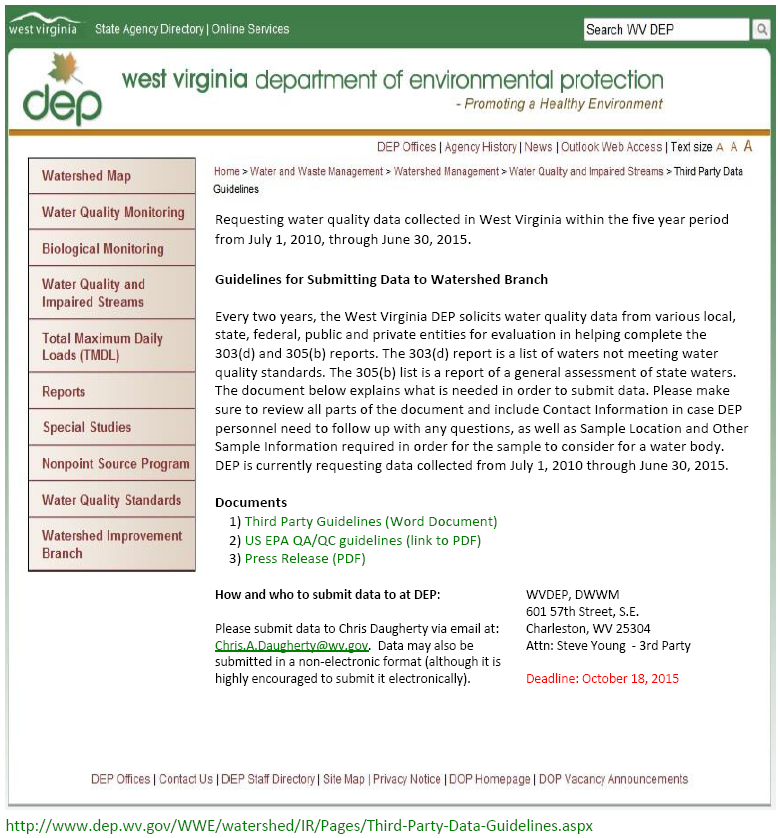 west virginia State Agency Directory | Online Services Search WV DEP
dep west virginia department of environmental protection
- Promoting a Healthy Environment
DEP Offices | Agency History | News | Outlook Web Access | Text size A A A
Watershed Map
Water Quality Monitoring
Biological Monitoring
Water Quality and
Impaired Streams
Total Maximum Daily
Loads (TMDL)
Reports
Special Studies
Nonpoint Source Program
Water Quality Standards
Watershed Improvement
Branch
Home > Water and Waste Management > Watershed Management > Water Quality and Impaired Streams > Third Party Data
Guidelines
Requesting water quality data collected in West Virginia within the five year period
from July 1, 2010, through June 30, 2015.
Guidelines for Submitting Data to Watershed Branch
Every two years, the West Virginia DEP solicits water quality data from various local,
state, federal, public and private entities for evaluation in helping complete the
303(d) and 305(b) reports. The 303(d) report is a list of waters not meeting water
quality standards. The 305(b) list is a report of a general assessment of state waters.
The document below explains what is needed in order to submit data. Please make
sure to review all parts of the document and include Contact Information in case DEP
personnel need to follow up with any questions, as well as Sample Location and Other
Sample Information required in order for the sample to consider for a water body.
DEP is currently requesting data collected from July 1, 2010 through June 30, 2015.
Documents
1) Third Party Guidelines (Word Document)
2) US EPA QA/QC guidelines (link to PDF)
3) Press Release (PDF)
How and who to submit data to at DEP:
Please submit data to Chris Daugherty via email at:
Chris.A.Daugherty@wv.gov. Data may also be
submitted in a non-electronic format (although it is
highly encouraged to submit it electronically).
WVDEP, DWWM
601 57th Street, S.E.
Charleston, WV 25304
Attn: Steve Young - 3rd Party
Deadline: October 18, 2015
DEP Offices | Contact Us | DEP Staff Directory | Site Map | Privacy Notice | DOP Homepage | DOP Vacancy Announcements
http://www.dep.wv.gov/WWE/watershed/IR/Pages/Third-Party-Data-Guidelines.aspx